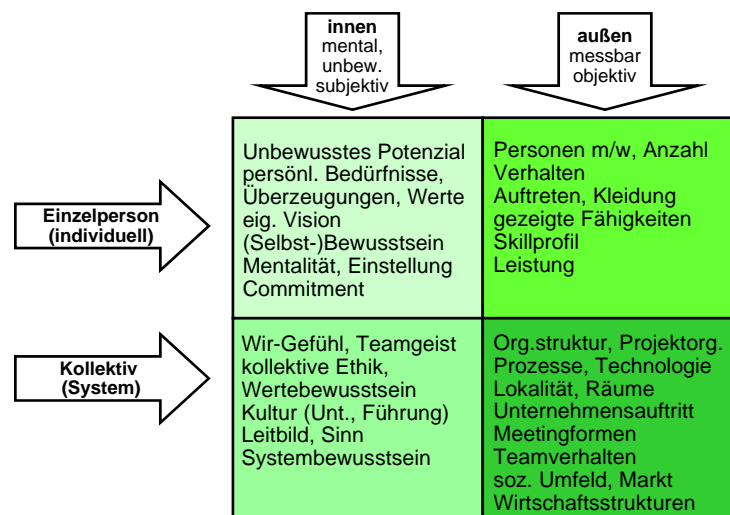 innen
mental,
unbew.
subjektiv
außen
messbar
objektiv
Einzelperson
(individuell)
Unbewusstes Potenzial
persönl. Bedürfnisse,
Überzeugungen, Werte
eig. Vision
(Selbst-)Bewusstsein
Mentalität, Einstellung
Commitment
Personen m/w, Anzahl
Verhalten
Auftreten, Kleidung
gezeigte Fähigkeiten
Skillprofil
Leistung
Kollektiv
(System)
Wir-Gefühl, Teamgeist
kollektive Ethik,
Wertebewusstsein
Kultur (Unt., Führung)
Leitbild, Sinn
Systembewusstsein
Org.struktur, Projektorg.
Prozesse, Technologie
Lokalität, Räume
Unternehmensauftritt
Meetingformen
Teamverhalten
soz. Umfeld, Markt
Wirtschaftsstrukturen